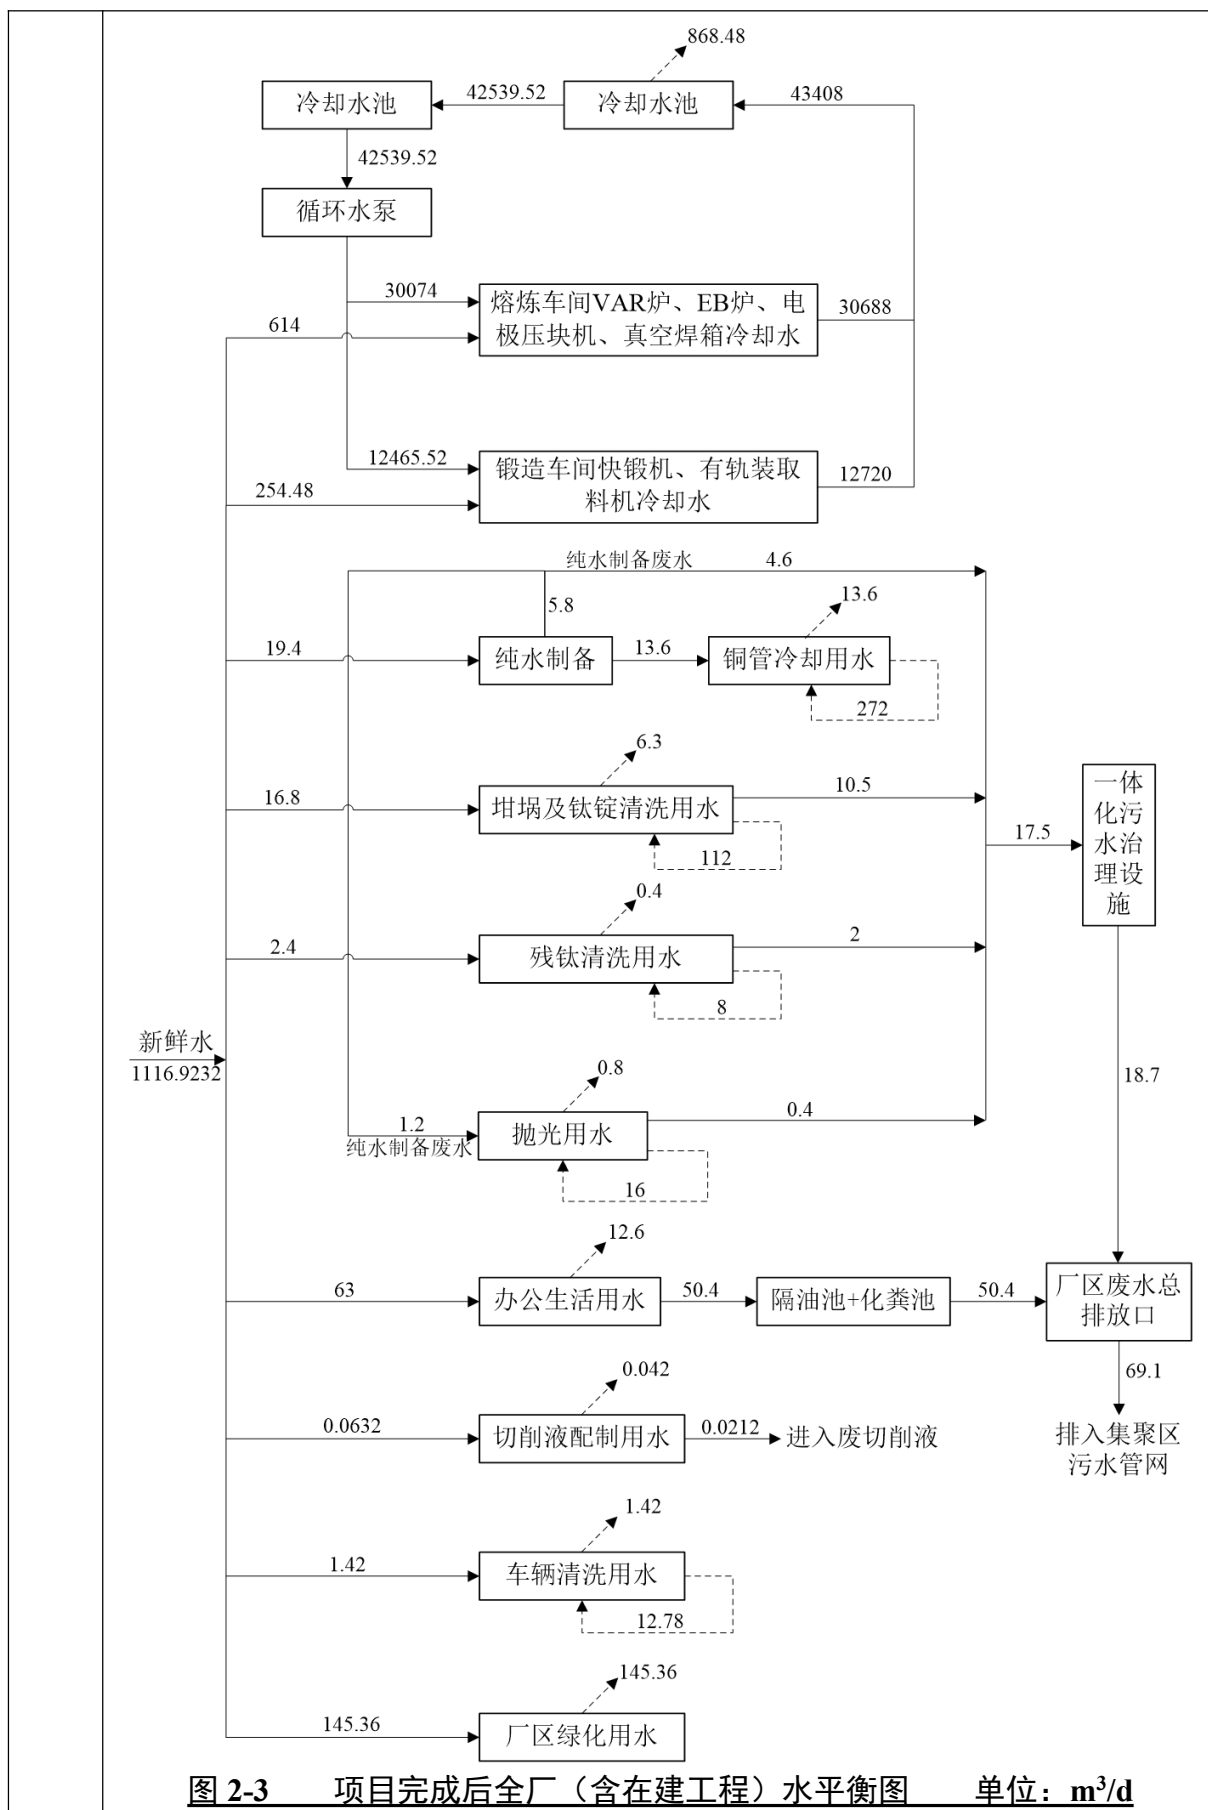 868.48
冷却水池
42539.52
冷却水池
43408
42539.52
循环水泵
30074
熔炼车间VAR炉、EB炉、电
极压块机、真空焊箱冷却水
30688
614
12465.52
锻造车间快锻机、有轨装取
料机冷却水
12720
254.48
纯水制备废水
4.6
5.8
13.6
19.4
纯水制备
13.6
铜管冷却用水
272
6.3
16.8
坩埚及钛锭清洗用水
10.5
112
一体
化污
水治
理设
施
17.5
0.4
2.4
残钛清洗用水
2
8
新鲜水
1116.9232
18.7
0.8
1.2
纯水制备废水
抛光用水
0.4
16
12.6
63
办公生活用水
50.4
隔油池+化粪池
50.4
厂区废水总
排放口
69.1
排入集聚区
污水管网
0.042
0.0632
切削液配制用水
0.0212
进入废切削液
1.42
1.42
车辆清洗用水
12.78
145.36
145.36
厂区绿化用水
图 2-3 项目完成后全厂（含在建工程）水平衡图 单位：m³/d